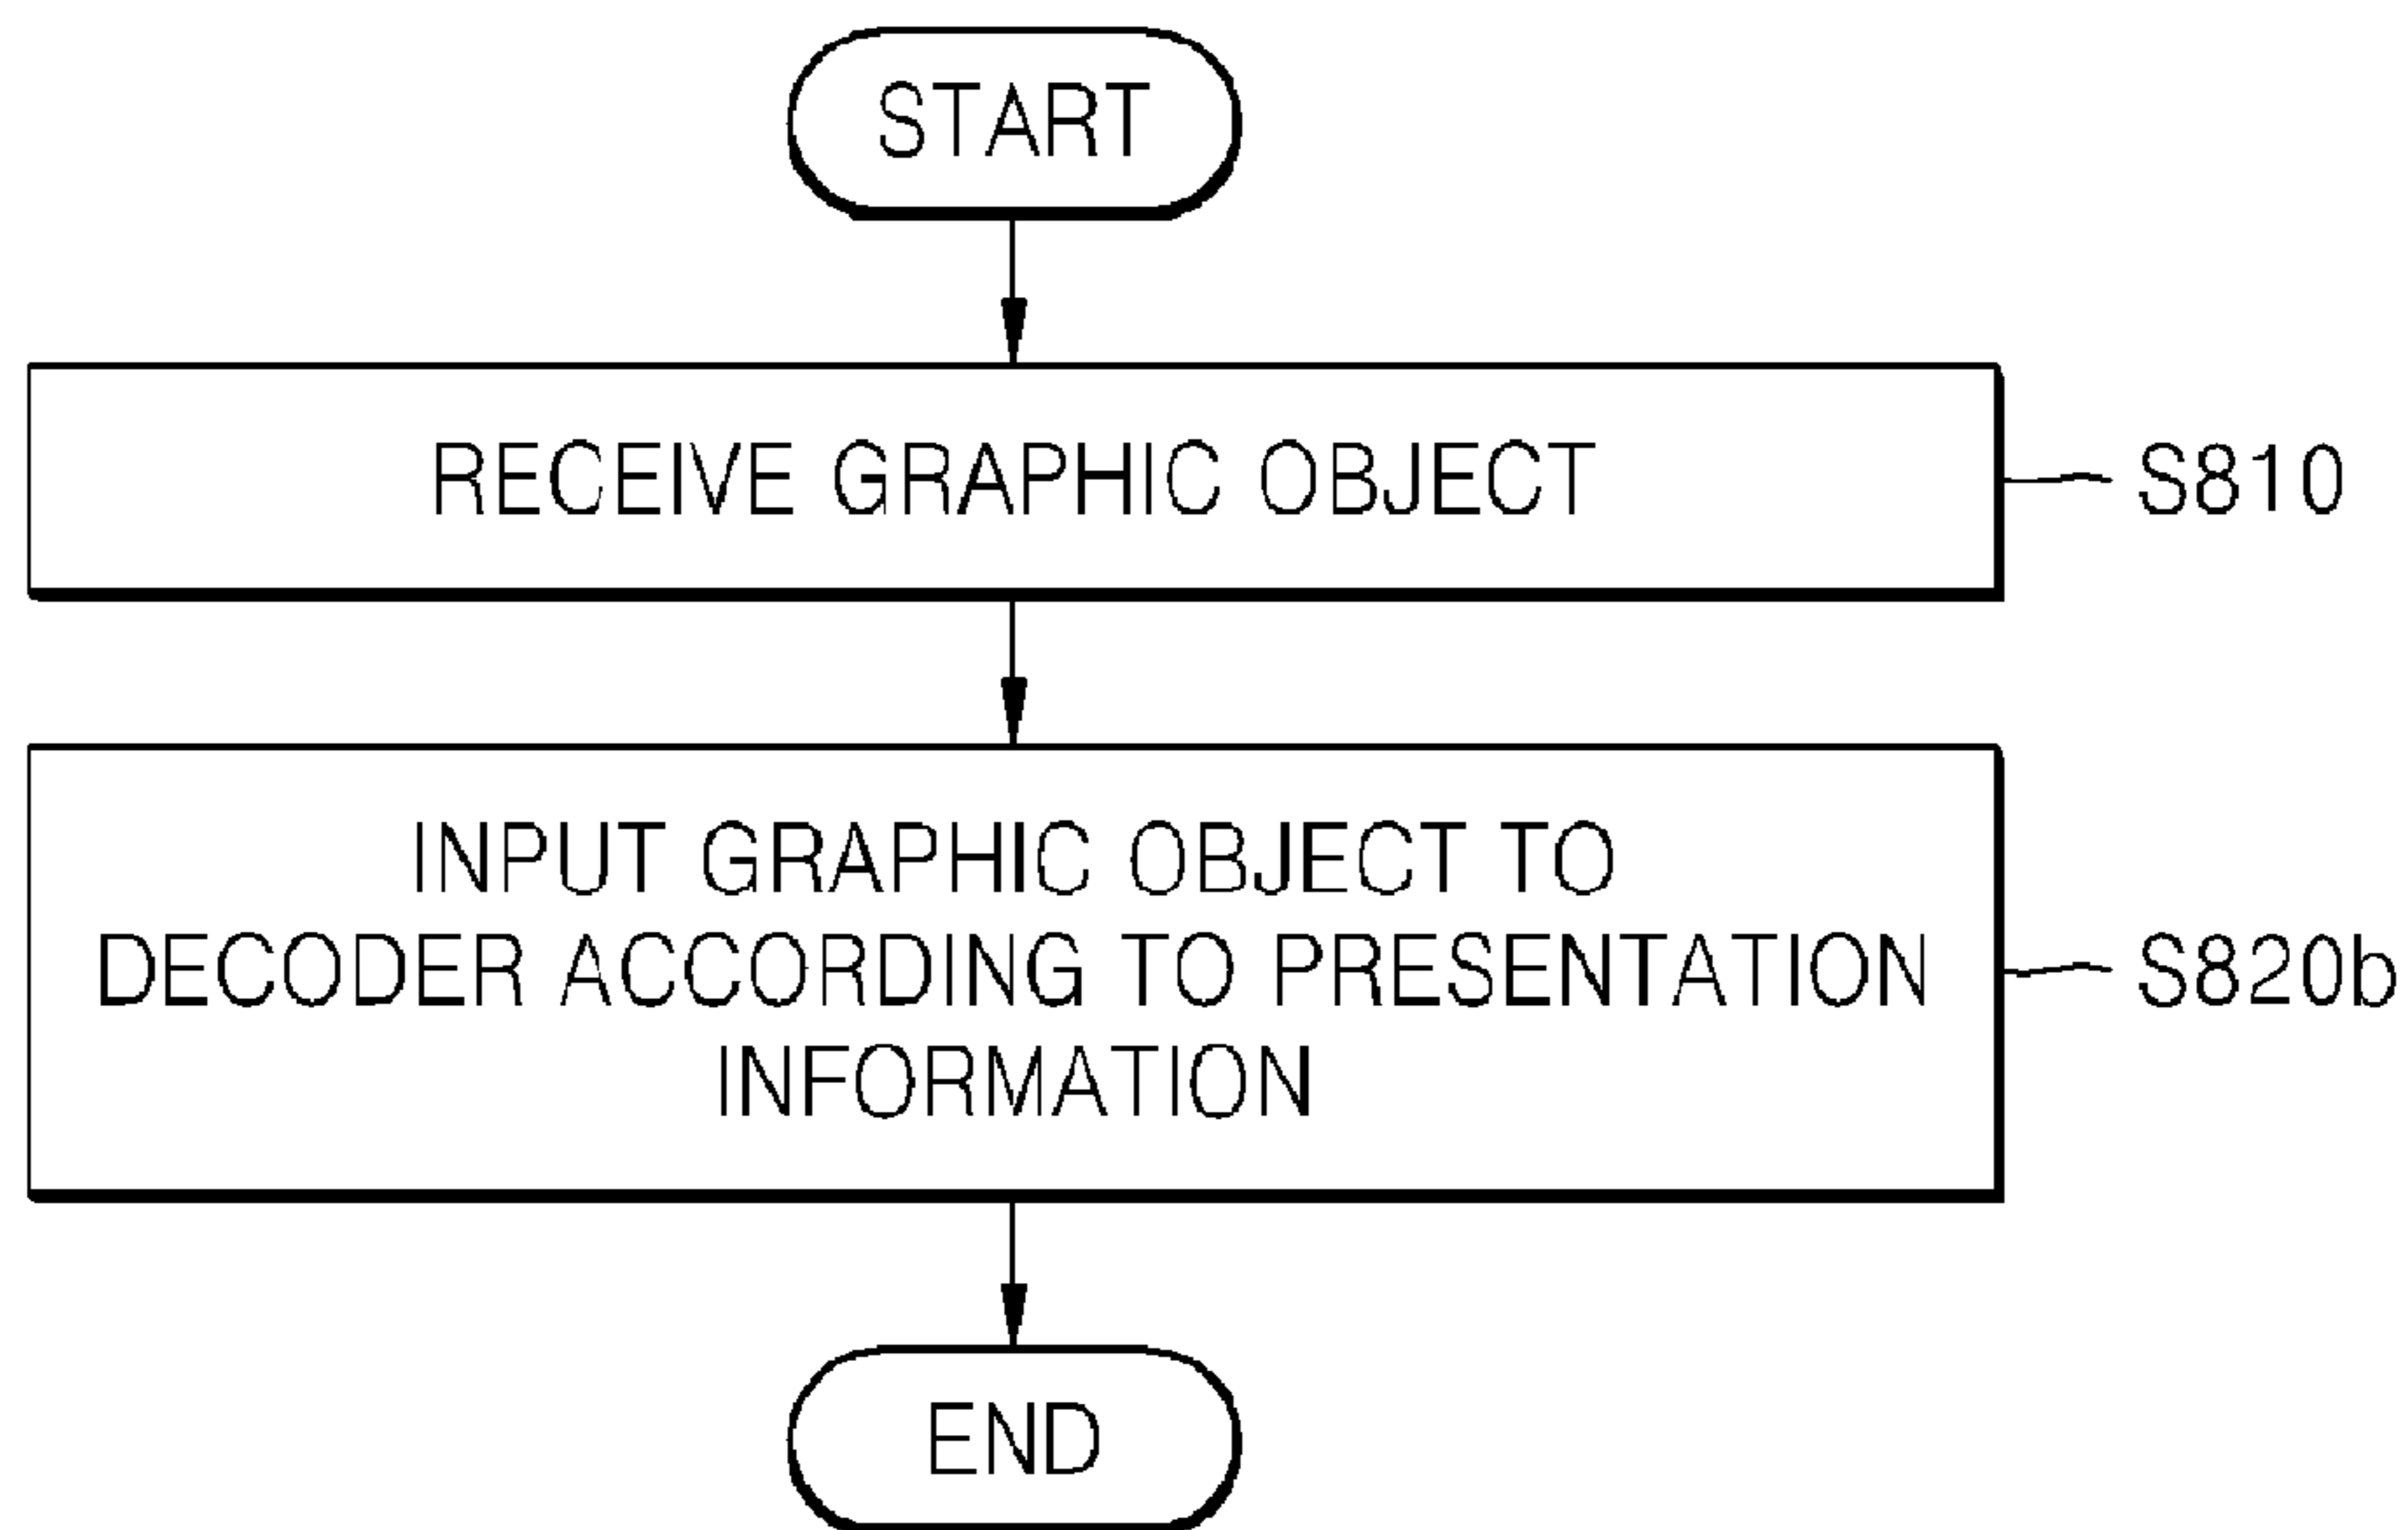 START
RECEIVE GRAPHIC OBJECT
S810
INPUT GRAPHIC OBJECT TO
DECODER ACCORDING TO PRESENTATION
INFORMATION
S820b
END